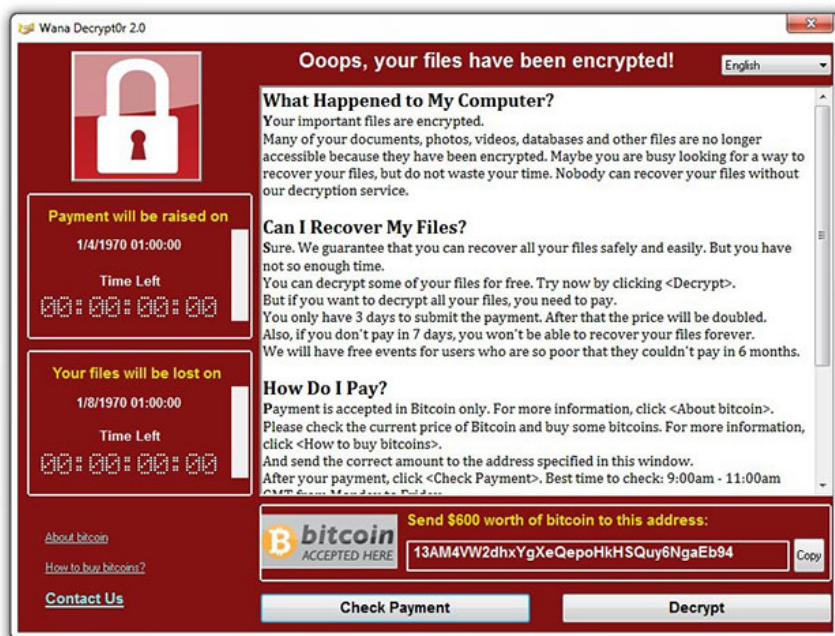 Wana Decrypt0r 2.0
Ooops, your files have been encrypted!
English
Payment will be raised on
1/4/1970 01:00:00
Time Left
00:00:00:00
Your files will be lost on
1/8/1970 01:00:00
Time Left
00:00:00:00
About bitcoin
How to buy bitcoins?
Contact Us
What Happened to My Computer?
Your important files are encrypted.
Many of your documents, photos, videos, databases and other files are no longer
accessible because they have been encrypted. Maybe you are busy looking for a way to
recover your files, but do not waste your time. Nobody can recover your files without
our decryption service.
Can I Recover My Files?
Sure. We guarantee that you can recover all your files safely and easily. But you have
not so enough time.
You can decrypt some of your files for free. Try now by clicking <Decrypt>.
But if you want to decrypt all your files, you need to pay.
You only have 3 days to submit the payment. After that the price will be doubled.
Also, if you don't pay in 7 days, you won't be able to recover your files forever.
We will have free events for users who are so poor that they couldn't pay in 6 months.
How Do I Pay?
Payment is accepted in Bitcoin only. For more information, click <About bitcoin>.
Please check the current price of Bitcoin and buy some bitcoins. For more information,
click <How to buy bitcoins>.
And send the correct amount to the address specified in this window.
After your payment, click <Check Payment>. Best time to check: 9:00am - 11:00am
GMT from Monday to Friday
bitcoin
ACCEPTED HERE
Send $600 worth of bitcoin to this address:
13AM4VW2dhxYgXeQepoHkHSQuy6NgaEb94
Copy
Check Payment
Decrypt